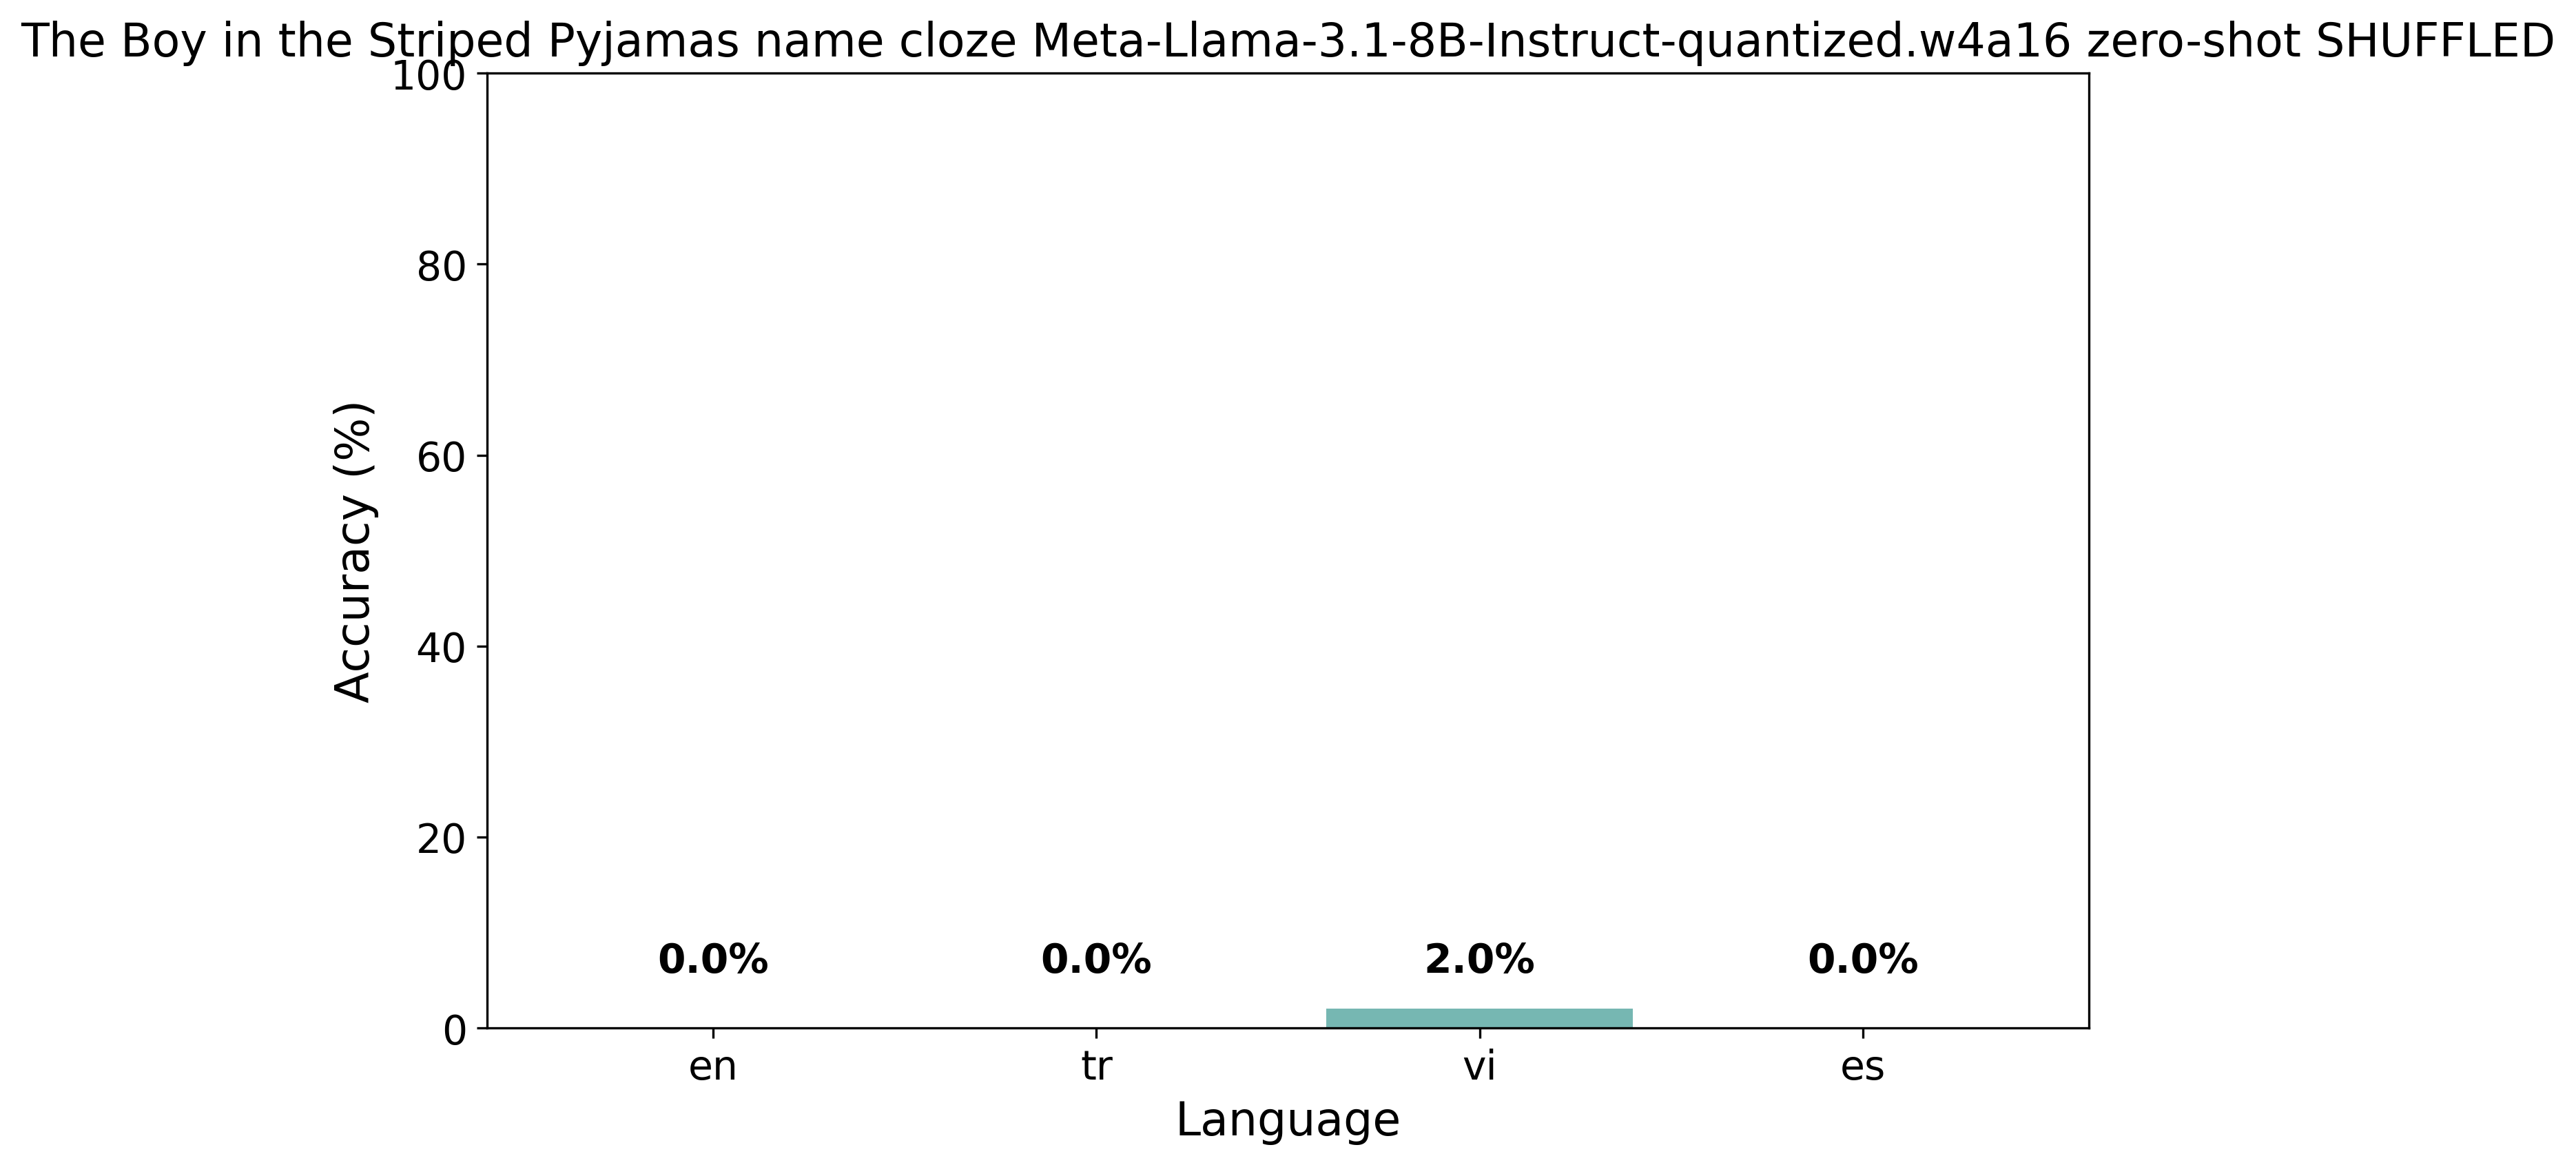 The Boy in the Striped Pyjamas name cloze Meta-Llama-3.1-8B-Instruct-quantized.w4a16 zero-shot SHUFFLED
100
80
60
40
20
0
Accuracy (%)
0.0%
0.0%
2.0%
0.0%
en
tr
vi
es
Language